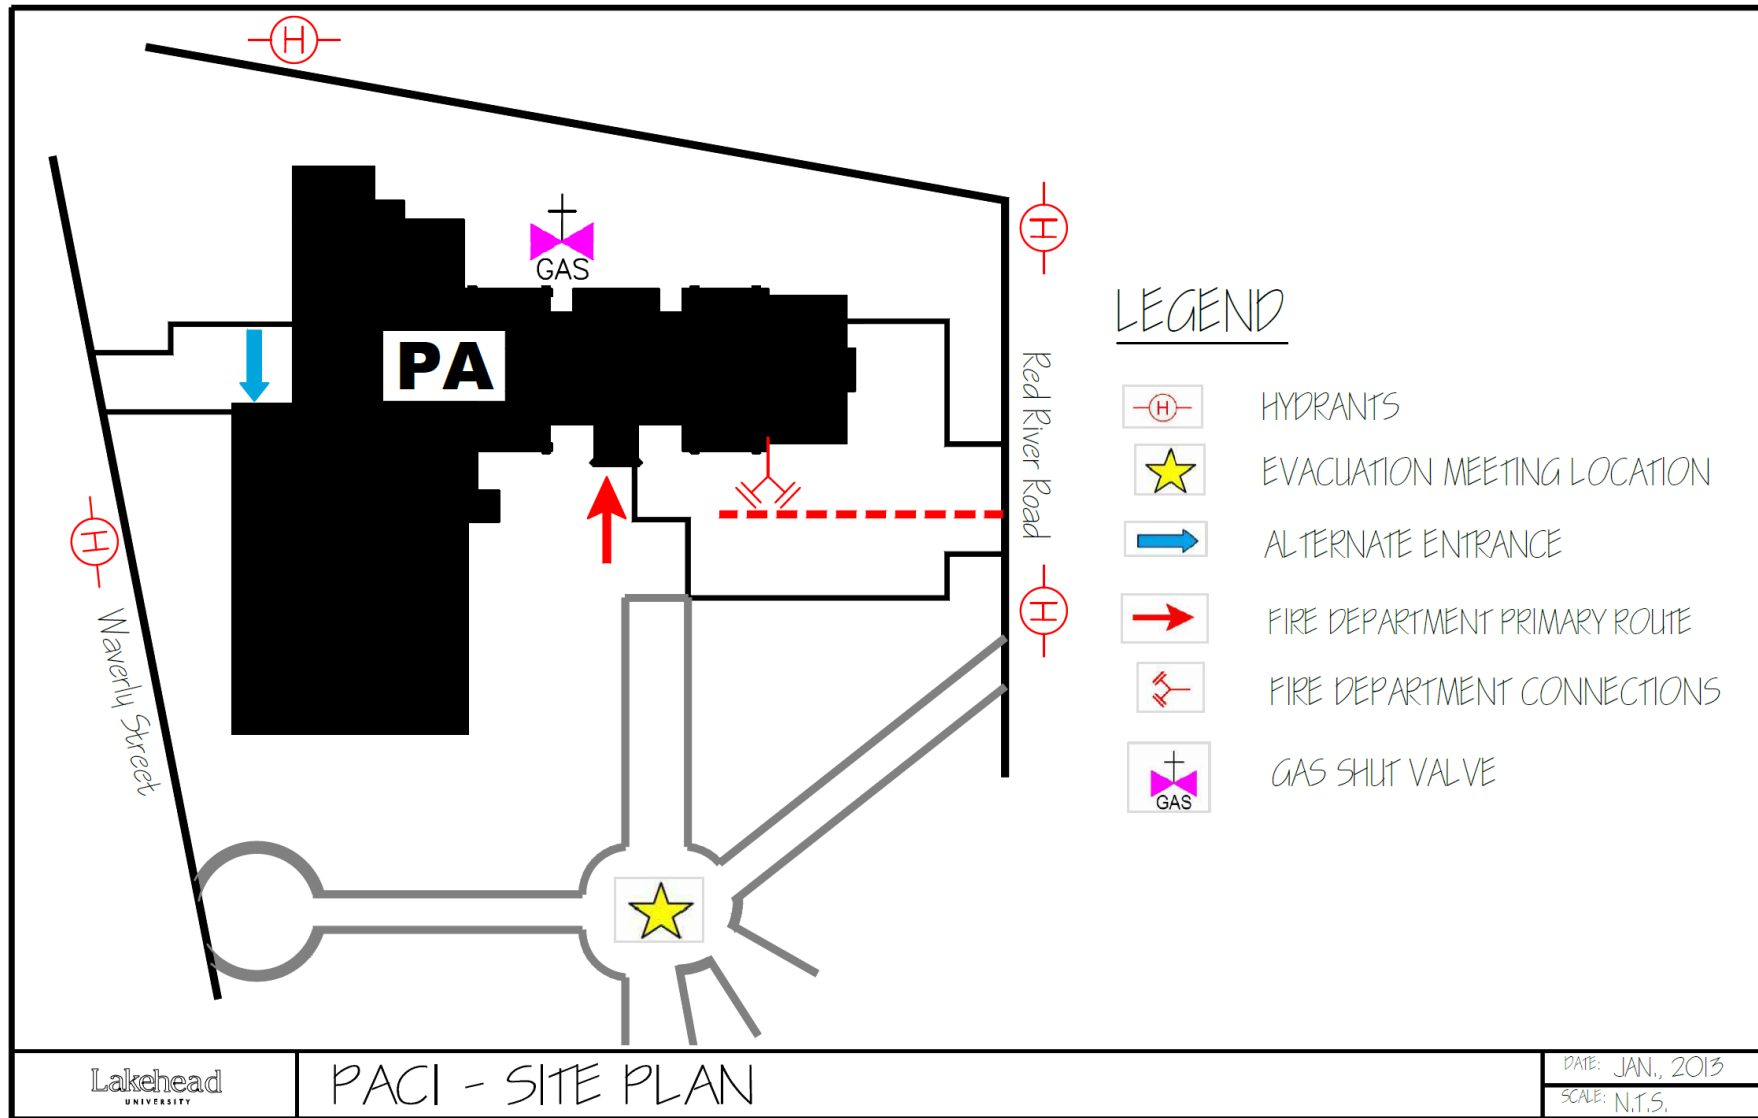 H
H
GAS
PA
Red River Road
H
H
Waverly Street
LEGEND
H HYDRANTS
EVACUATION MEETING LOCATION
ALTERNATE ENTRANCE
FIRE DEPARTMENT PRIMARY ROUTE
FIRE DEPARTMENT CONNECTIONS
GAS GAS SHUT VALVE
Lakehead
UNIVERSITY
PACI - SITE PLAN
DATE: JAN., 2013
SCALE: N.T.S.